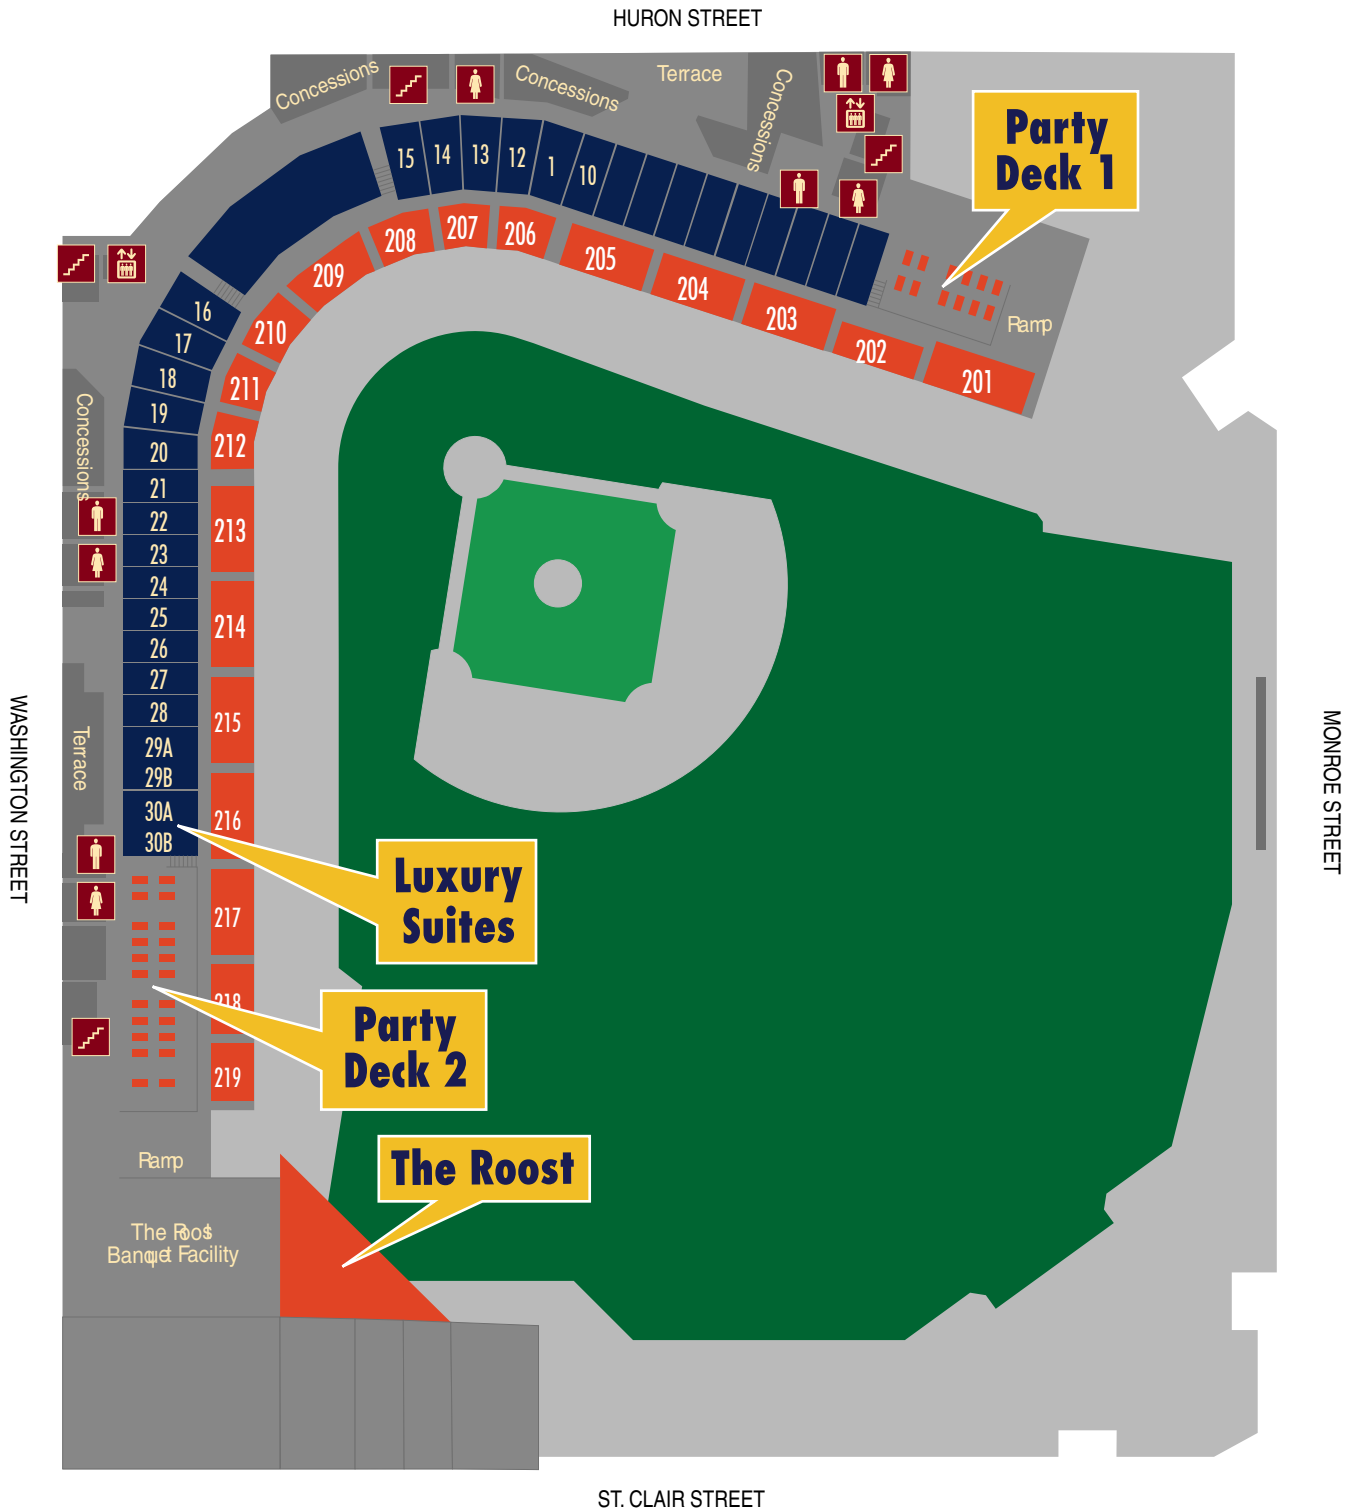 HURON STREET
Concessions
Concessions
Terrace
Concessions
Party
Deck 1
15
14
13
12
1
10
208
207
206
205
204
203
202
201
209
210
211
212
213
214
215
216
217
218
219
Ramp
16
17
18
19
20
21
22
23
24
25
26
27
28
29A
29B
30A
30B
Concessions
Terrace
WASHINGTON STREET
MONROE STREET
Luxury
Suites
Party
Deck 2
The Roost
Ramp
The Roost
Banquet Facility
ST. CLAIR STREET